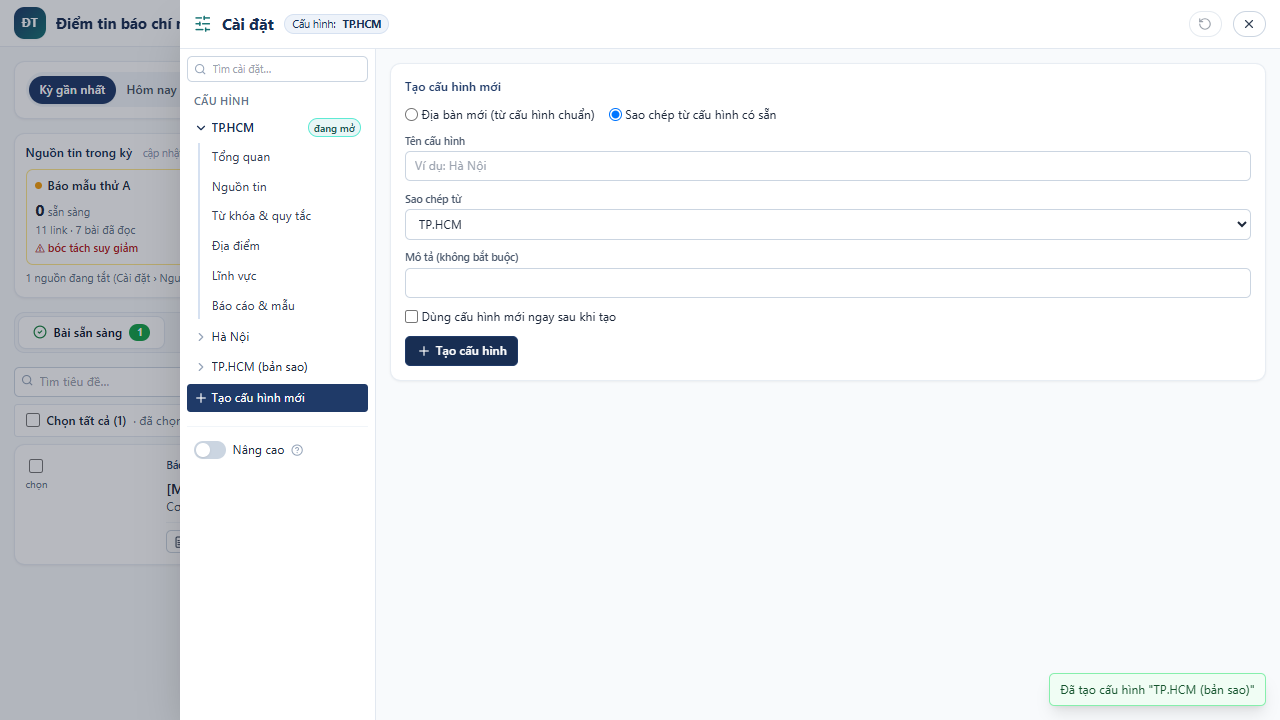 ĐT
Điểm tin báo chí
Cài đặt
Cấu hình: TP.HCM
Kỳ gần nhất
Hôm nay
Nguồn tin trong kỳ
Báo mẫu thử A
0 sẵn sàng
11 link · 7 bài đã đọc
bóc tách suy giảm
1 nguồn đang tắt (Cài đặt ›
Bài sẵn sàng 1
Tìm tiêu đề...
Chọn tất cả (1) · đã chọn
chọn
Tìm cài đặt...
CẤU HÌNH
TP.HCM
đang mở
Tổng quan
Nguồn tin
Từ khóa & quy tắc
Địa điểm
Lĩnh vực
Báo cáo & mẫu
Hà Nội
TP.HCM (bản sao)
Tạo cấu hình mới
Nâng cao
Tạo cấu hình mới
Địa bàn mới (từ cấu hình chuẩn)
Sao chép từ cấu hình có sẵn
Tên cấu hình
Ví dụ: Hà Nội
Sao chép từ
TP.HCM
Mô tả (không bắt buộc)
Dùng cấu hình mới ngay sau khi tạo
Tạo cấu hình
Đã tạo cấu hình "TP.HCM (bản sao)"